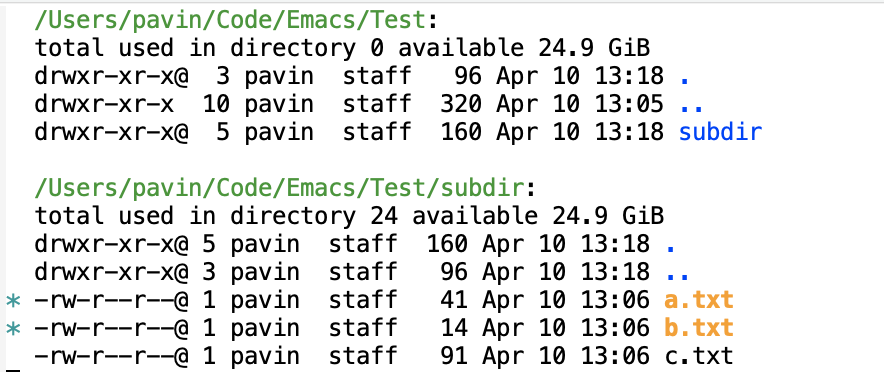 /Users/pavin/Code/Emacs/Test:
total used in directory 0 available 24.9 GiB
drwxr-xr-x@  3 pavin  staff   96 Apr 10 13:18 .
drwxr-xr-x  10 pavin  staff  320 Apr 10 13:05 ..
drwxr-xr-x@  5 pavin  staff  160 Apr 10 13:18 subdir

/Users/pavin/Code/Emacs/Test/subdir:
total used in directory 24 available 24.9 GiB
drwxr-xr-x@ 5 pavin  staff  160 Apr 10 13:18 .
drwxr-xr-x@ 3 pavin  staff   96 Apr 10 13:18 ..
* -rw-r--r--@ 1 pavin  staff   41 Apr 10 13:06 a.txt
* -rw-r--r--@ 1 pavin  staff   14 Apr 10 13:06 b.txt
-rw-r--r--@ 1 pavin  staff   91 Apr 10 13:06 c.txt